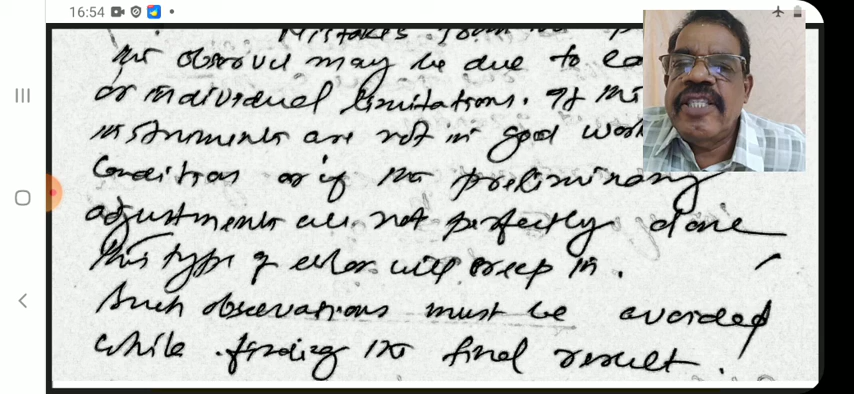 16:54
Mistakes
the observer may be due to
or individual limitations. If the
instruments are not in good
Conditions or if the preliminary
adjustments are not perfectly done
this type of error will creep in.
Such observations must be avoided
while finding the final result.